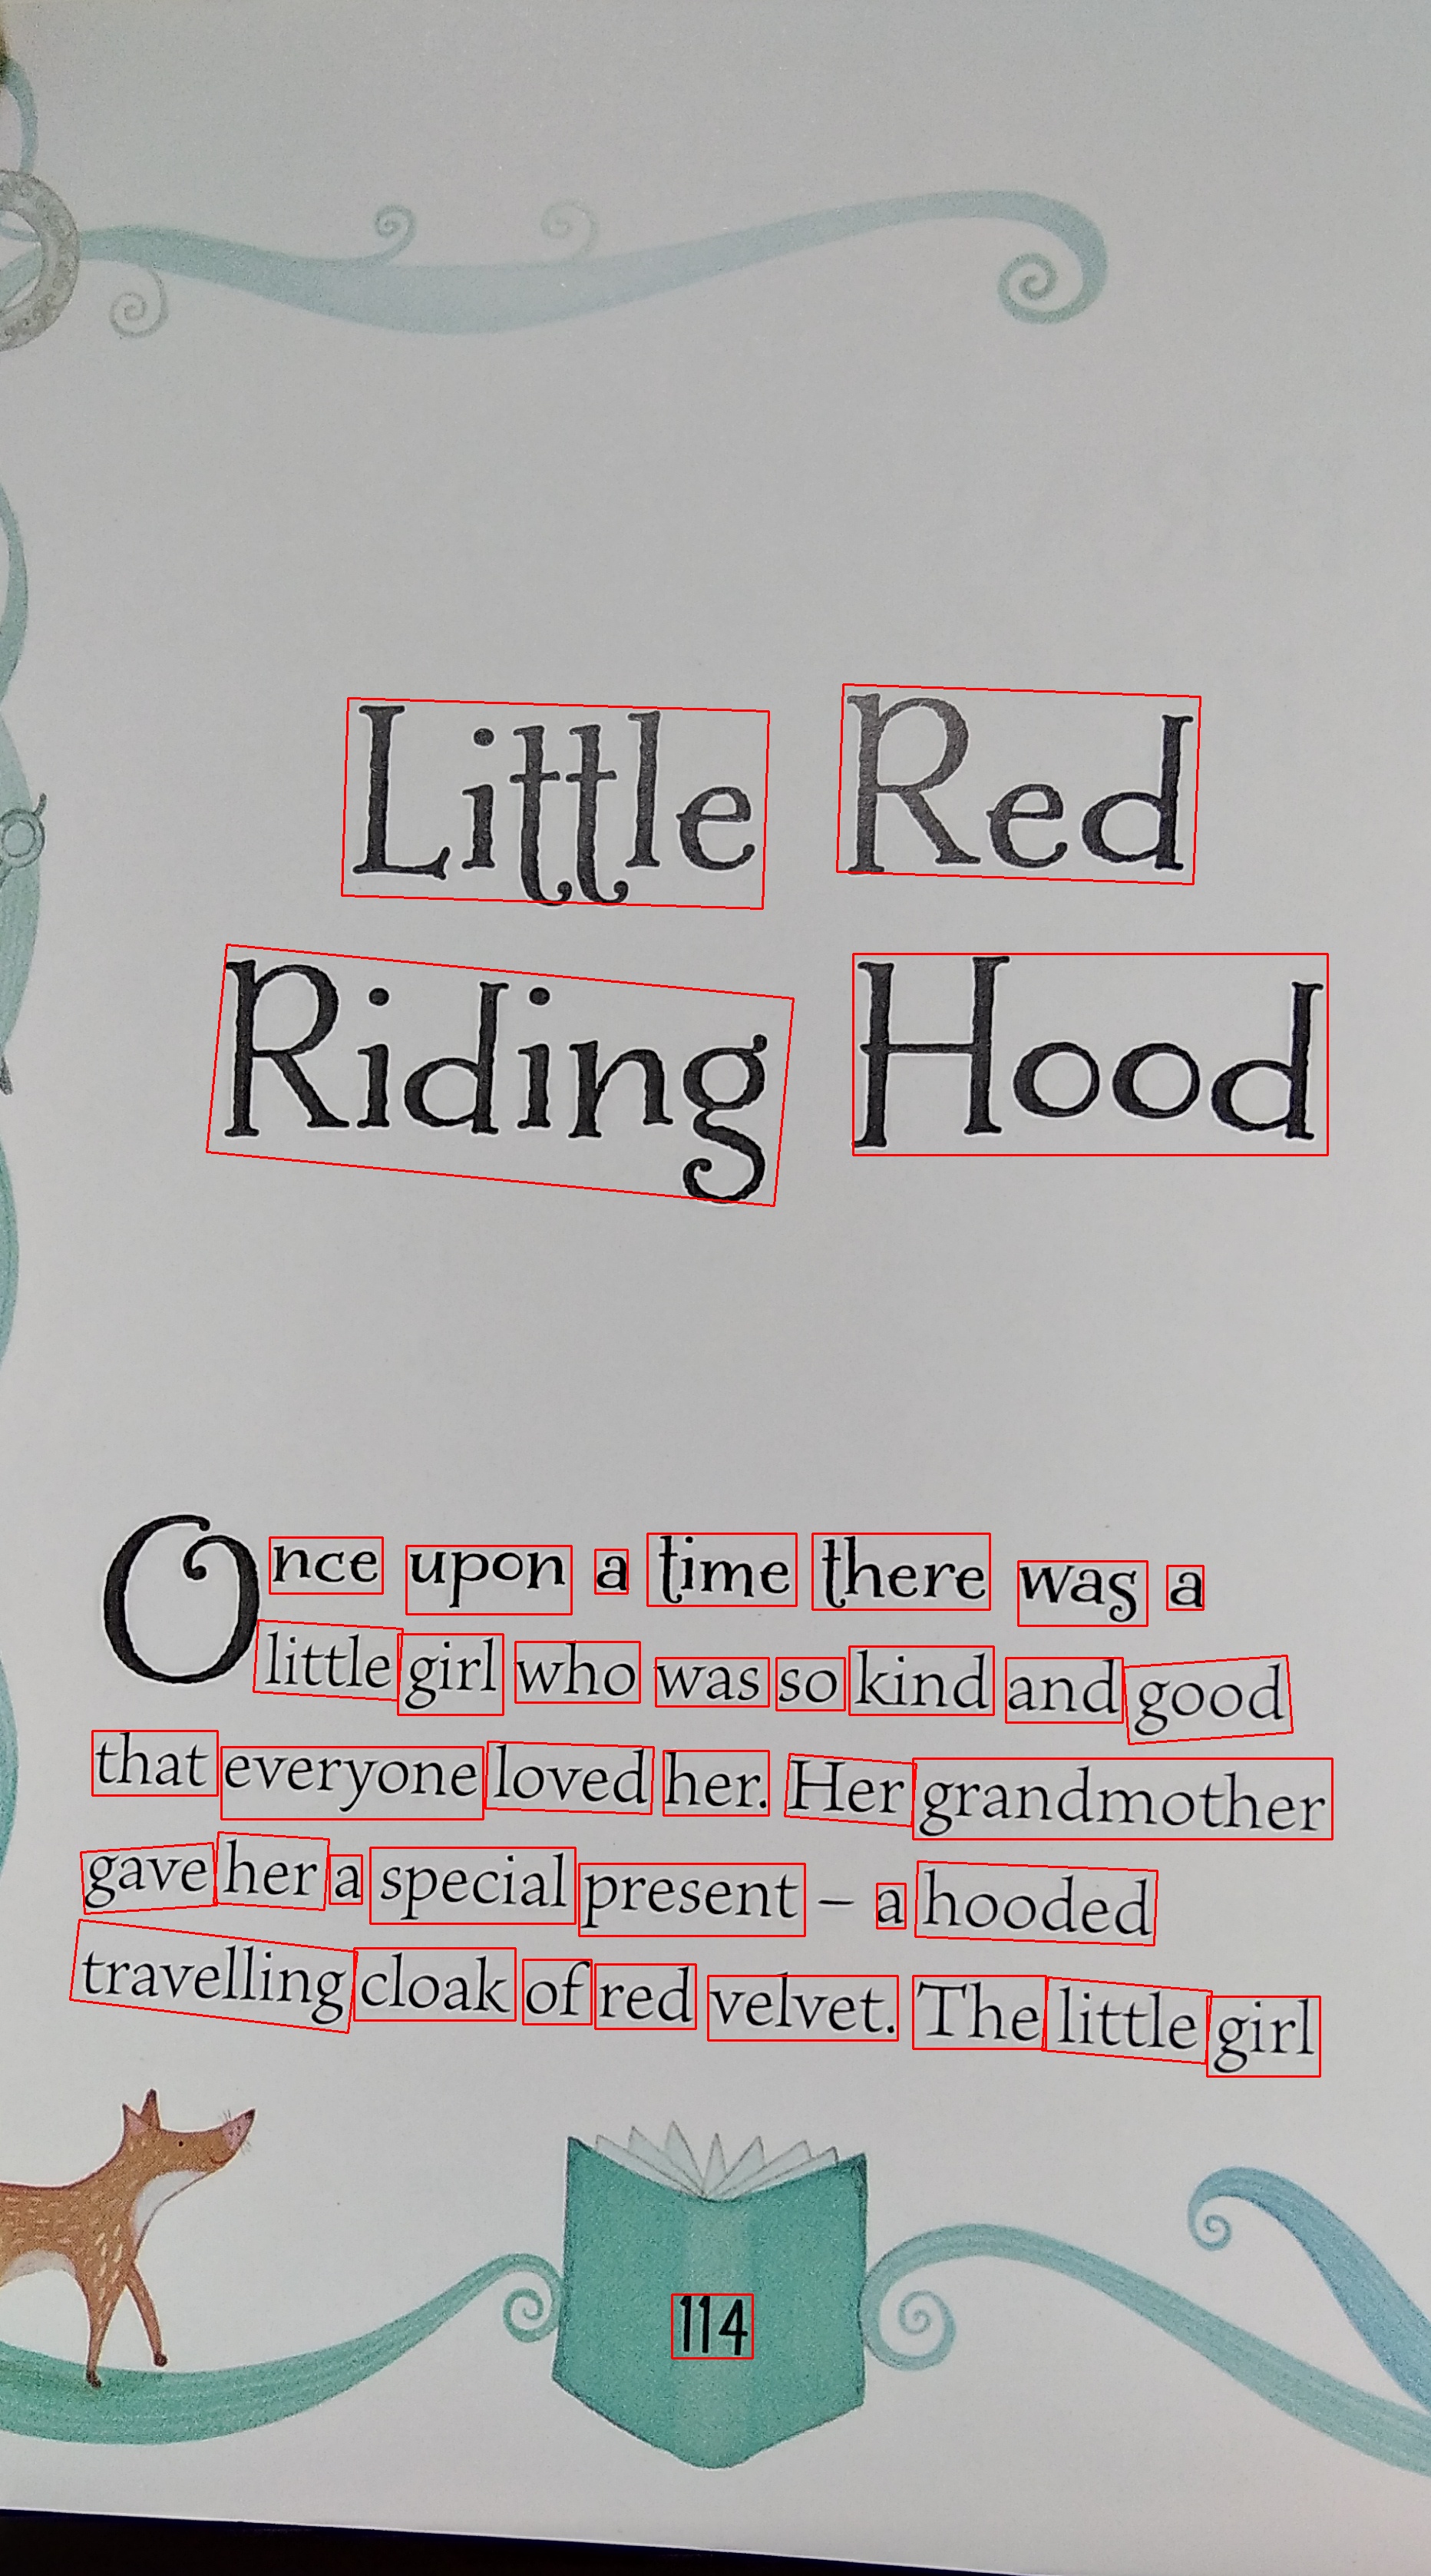 Little Red
Riding Hood
Once upon a time there was a
little girl who was so kind and good
that everyone loved her. Her grandmother
gave her a special present – a hooded
travelling cloak of red velvet. The little girl
114